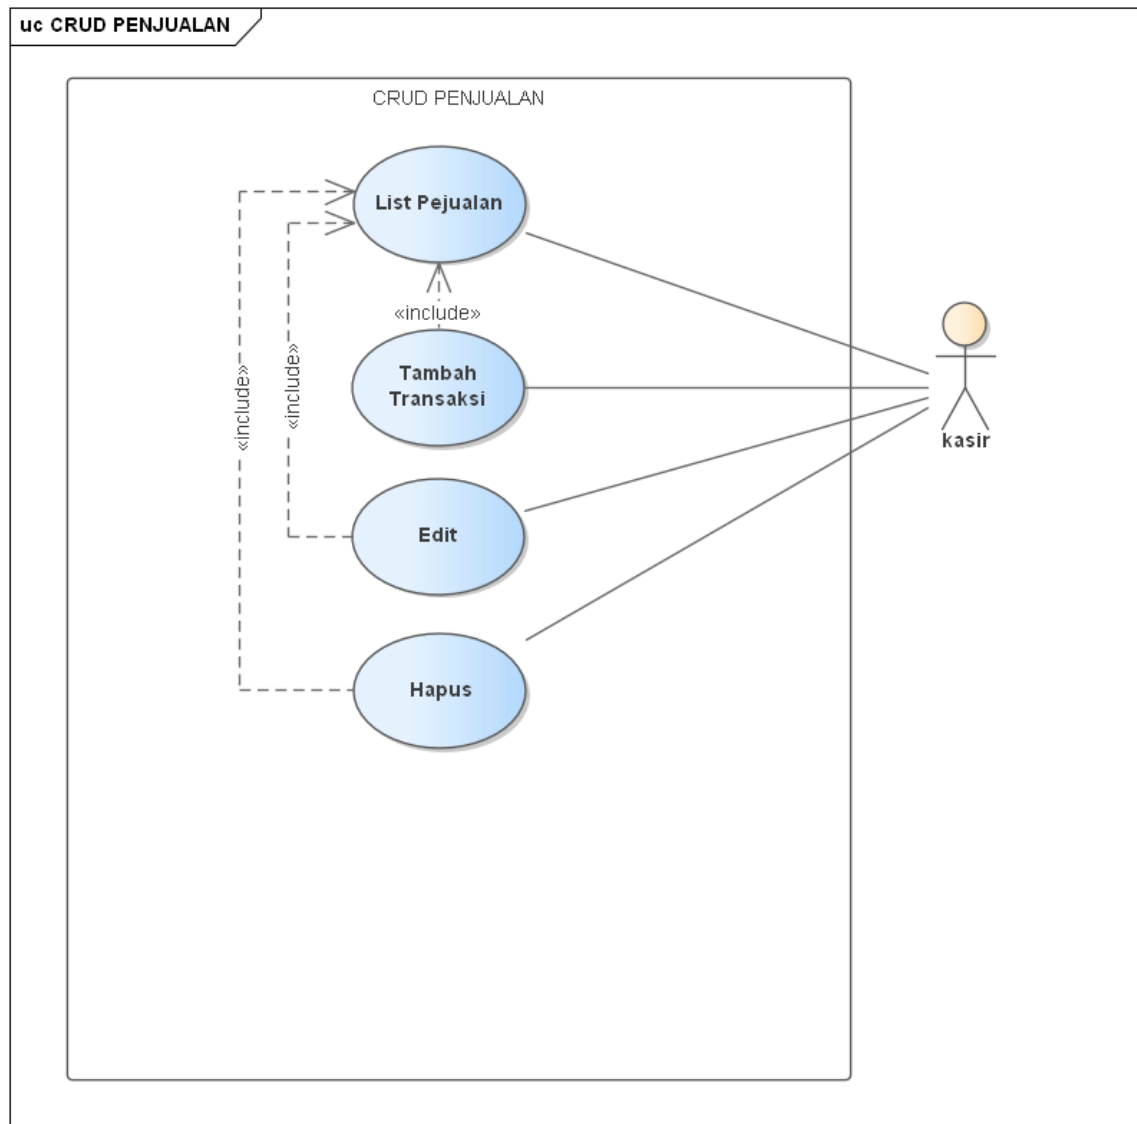 uc CRUD PENJUALAN
CRUD PENJUALAN
List Pejualan
«include»
Tambah
Transaksi
«include»
«include»
Edit
Hapus
kasir